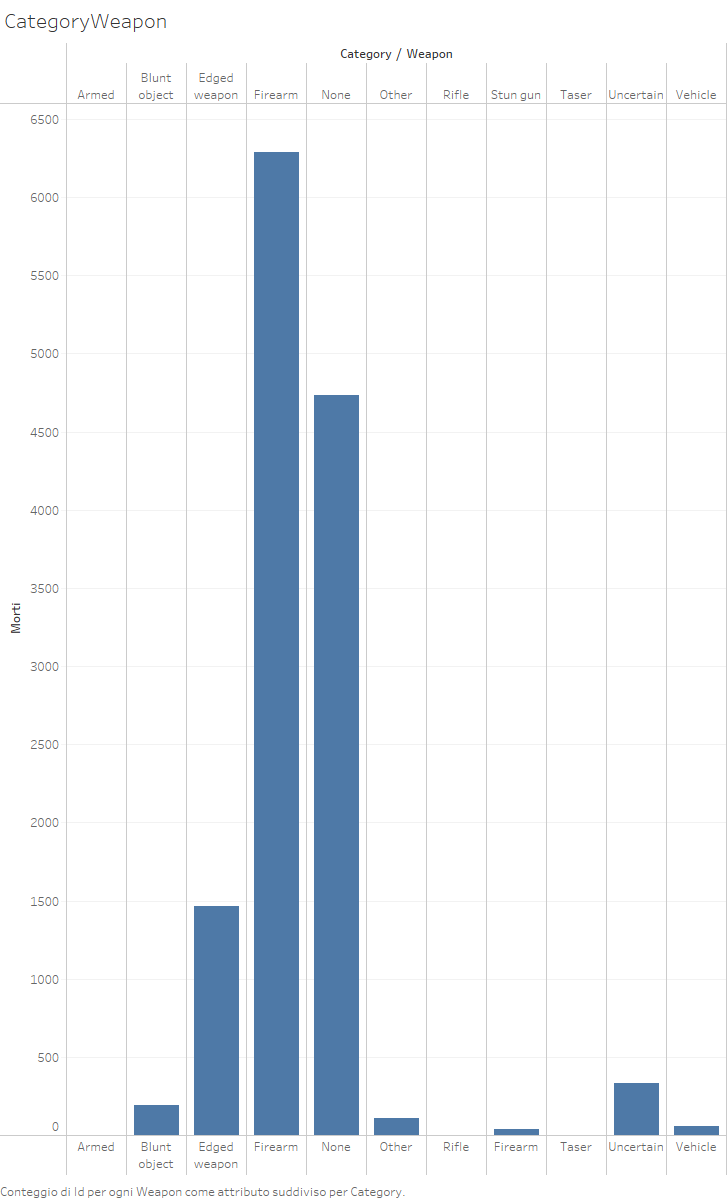 CategoryWeapon
Category / Weapon
Armed
Blunt
object
Edged
weapon
Firearm
None
Other
Rifle
Stun gun
Taser
Uncertain
Vehicle
6500
6000
5500
5000
4500
4000
3500
3000
2500
2000
1500
1000
500
0
Morti
Armed
Blunt
object
Edged
weapon
Firearm
None
Other
Rifle
Firearm
Taser
Uncertain
Vehicle
Conteggio di Id per ogni Weapon come attributo suddiviso per Category.